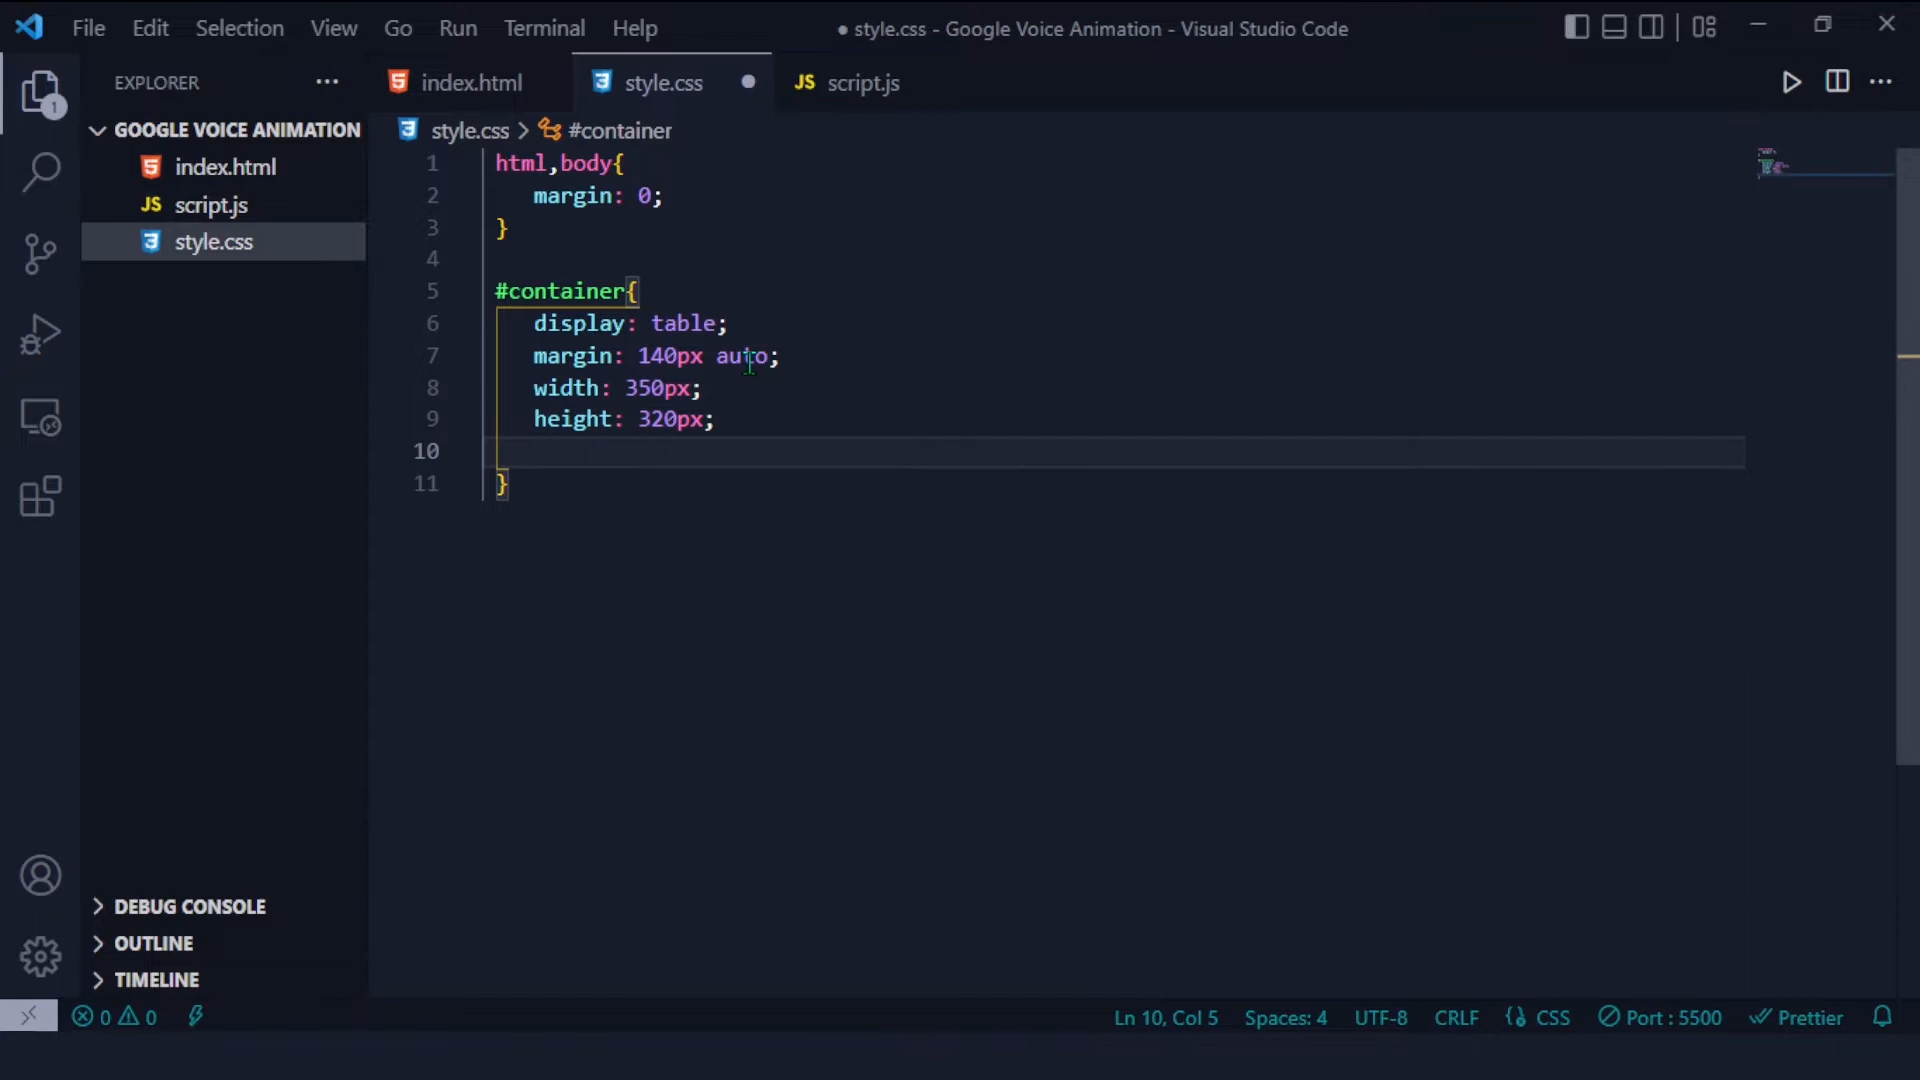 File Edit Selection View Go Run Terminal Help
● style.css - Google Voice Animation - Visual Studio Code
EXPLORER
GOOGLE VOICE ANIMATION
index.html
script.js
style.css
DEBUG CONSOLE
OUTLINE
TIMELINE
index.html style.css JS script.js
style.css > #container
1 html,body{
2 margin: 0;
3 }
4
5 #container{
6 display: table;
7 margin: 140px auto;
8 width: 350px;
9 height: 320px;
10
11 }
0 0 Ln 10, Col 5 Spaces: 4 UTF-8 CRLF CSS Port : 5500 Prettier